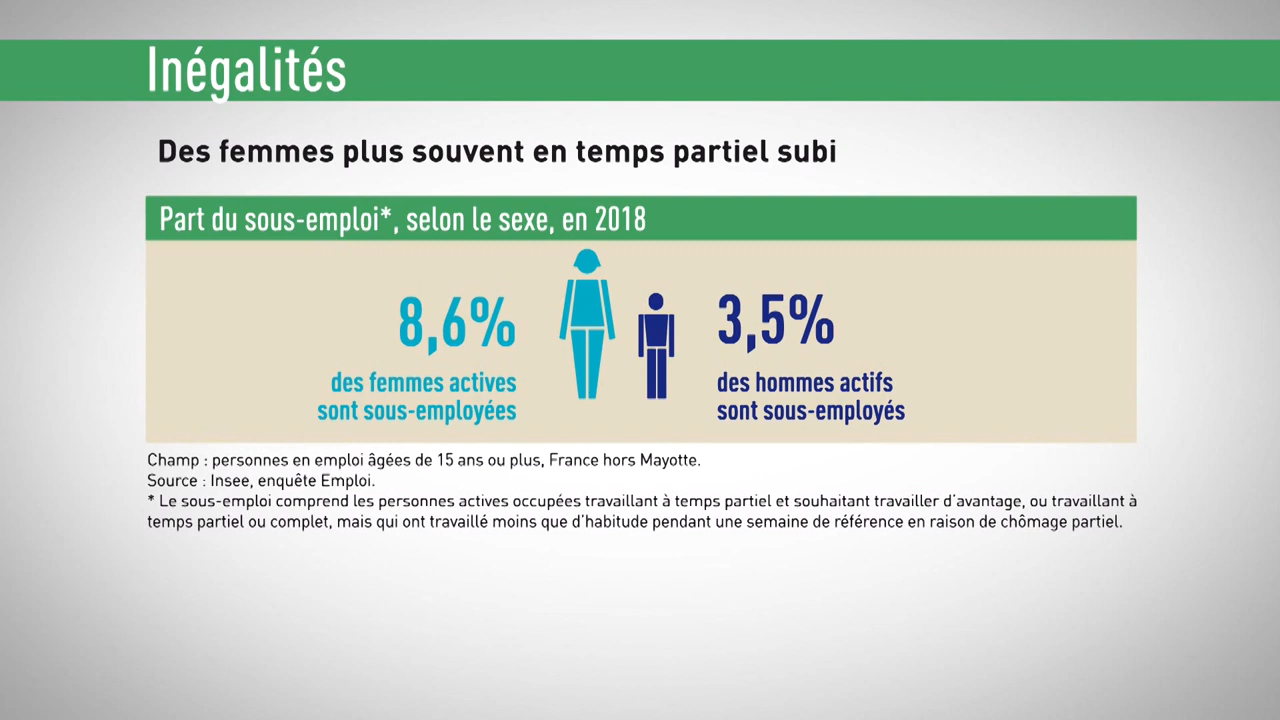 Inégalités
Des femmes plus souvent en temps partiel subi
Part du sous-emploi*, selon le sexe, en 2018
8,6%
des femmes actives
sont sous-employées
3,5%
des hommes actifs
sont sous-employés
Champ : personnes en emploi âgées de 15 ans ou plus, France hors Mayotte.
Source : Insee, enquête Emploi.
* Le sous-emploi comprend les personnes actives occupées travaillant à temps partiel et souhaitant travailler d’avantage, ou travaillant à
temps partiel ou complet, mais qui ont travaillé moins que d’habitude pendant une semaine de référence en raison de chômage partiel.